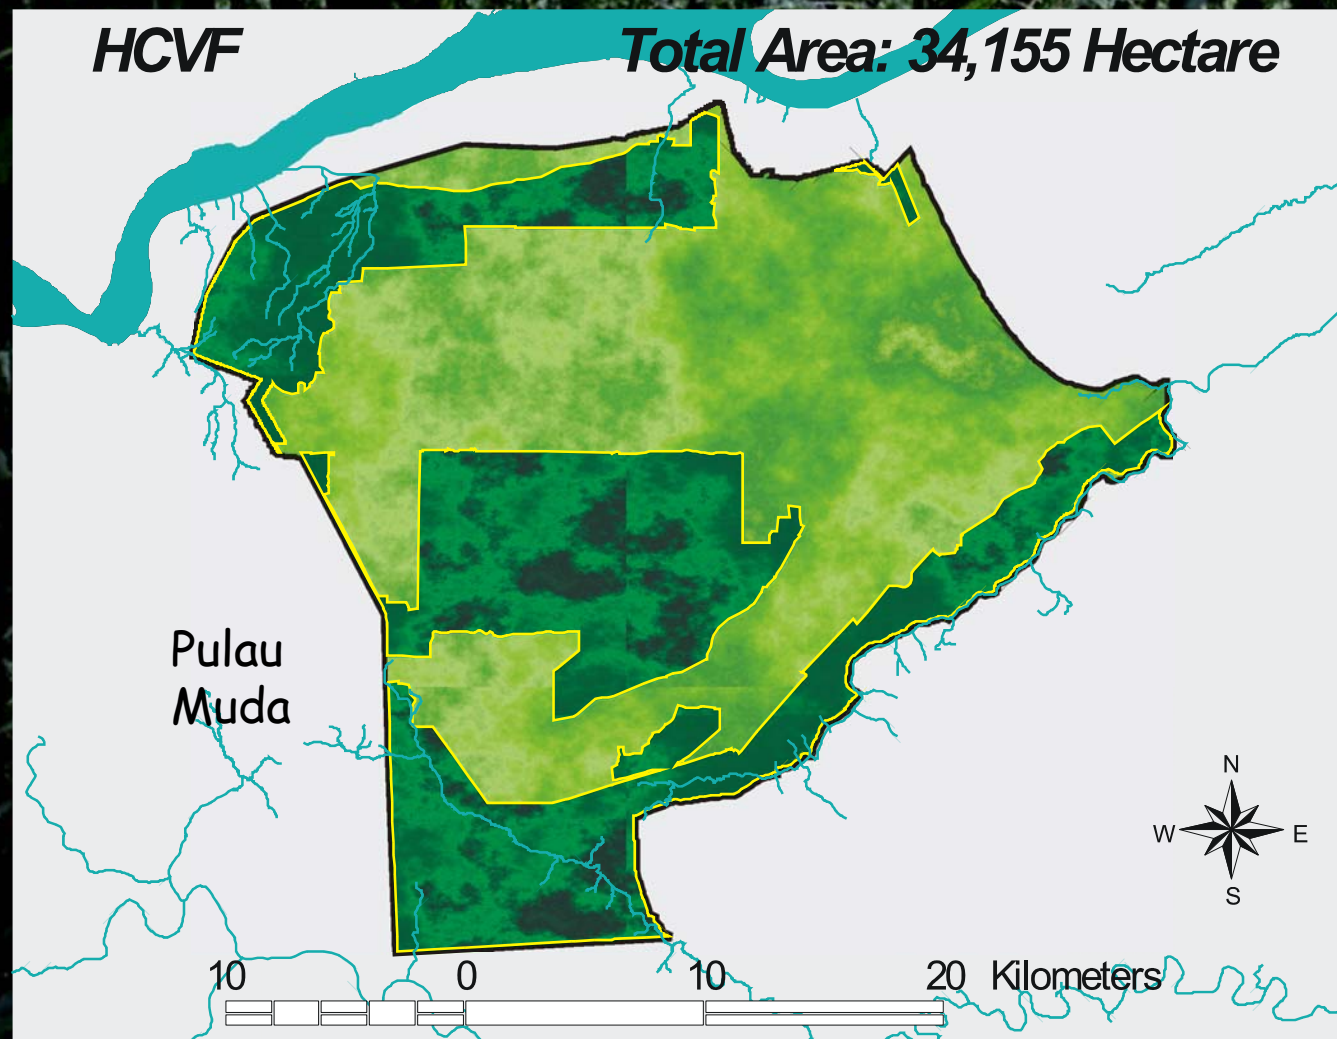 HCVF
Total Area: 34,155 Hectare
Pulau
Muda
N
W E
S
10 0 10 20 Kilometers